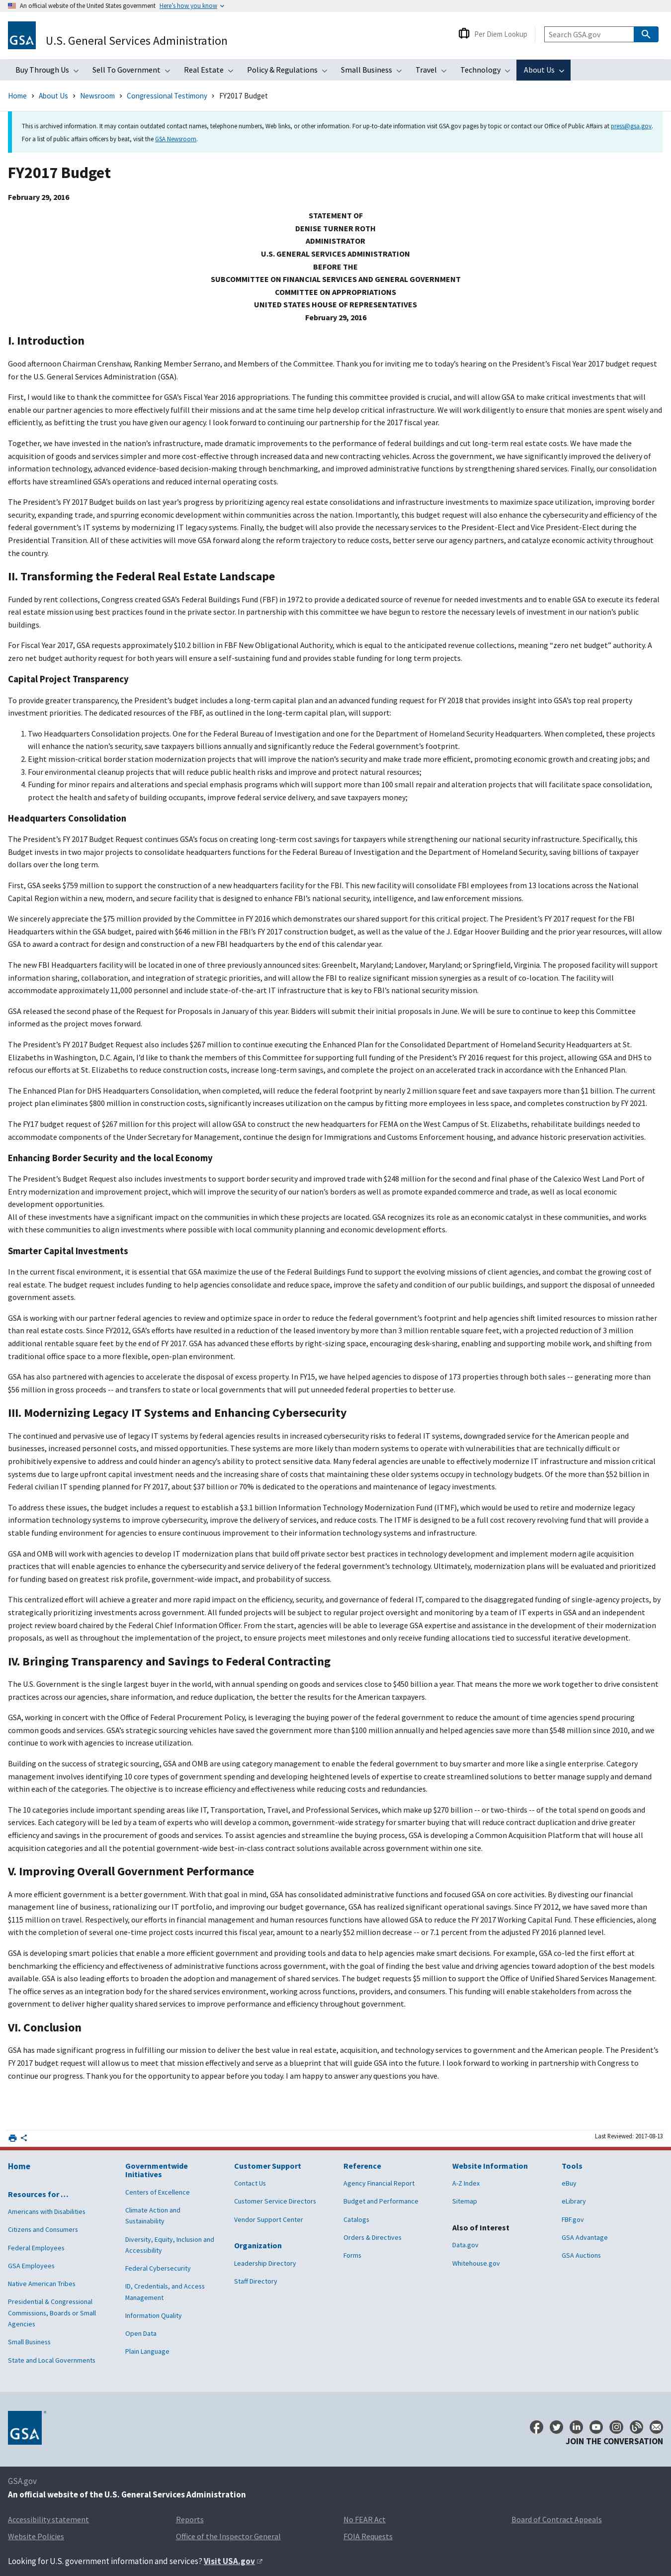 An official website of the United States government Here's how you know
GSA U.S. General Services Administration
Per Diem Lookup
Search GSA.gov
Buy Through Us Sell To Government Real Estate Policy & Regulations Small Business Travel Technology About Us
Home › About Us › Newsroom › Congressional Testimony › FY2017 Budget
This is archived information. It may contain outdated contact names, telephone numbers, Web links, or other information. For up-to-date information visit GSA.gov pages by topic or contact our Office of Public Affairs at press@gsa.gov.
For a list of public affairs officers by beat, visit the GSA Newsroom.
FY2017 Budget
February 29, 2016
STATEMENT OF
DENISE TURNER ROTH
ADMINISTRATOR
U.S. GENERAL SERVICES ADMINISTRATION
BEFORE THE
SUBCOMMITTEE ON FINANCIAL SERVICES AND GENERAL GOVERNMENT
COMMITTEE ON APPROPRIATIONS
UNITED STATES HOUSE OF REPRESENTATIVES
February 29, 2016
I. Introduction
Good afternoon Chairman Crenshaw, Ranking Member Serrano, and Members of the Committee. Thank you for inviting me to today's hearing on the President's Fiscal Year 2017 budget request
for the U.S. General Services Administration (GSA).
First, I would like to thank the committee for GSA's Fiscal Year 2016 appropriations. The funding this committee provided is crucial, and will allow GSA to make critical investments that will
enable our partner agencies to more effectively fulfill their missions and at the same time help develop critical infrastructure. We will work diligently to ensure that monies are spent wisely and
efficiently, as befitting the trust you have given our agency. I look forward to continuing our partnership for the 2017 fiscal year.
Together, we have invested in the nation's infrastructure, made dramatic improvements to the performance of federal buildings and cut long-term real estate costs. We have made the
acquisition of goods and services simpler and more cost-effective through increased data and new contracting vehicles. Across the government, we have significantly improved the delivery of
information technology, advanced evidence-based decision-making through benchmarking, and improved administrative functions by strengthening shared services. Finally, our consolidation
efforts have streamlined GSA's operations and reduced internal operating costs.
The President's FY 2017 Budget builds on last year's progress by prioritizing agency real estate consolidations and infrastructure investments to maximize space utilization, improving border
security, expanding trade, and spurring economic development within communities across the nation. Importantly, this budget will enhance the cybersecurity and efficiency of the
federal government's IT systems by modernizing IT legacy systems. Finally, the budget will also provide the necessary services to the President-Elect and Vice President-Elect during the
Presidential Transition. All of these activities will move GSA forward along the reform trajectory to reduce costs, better serve our agency partners, and catalyze economic activity throughout
the country.
II. Transforming the Federal Real Estate Landscape
Funded by rent collections, Congress created GSA's Federal Buildings Fund (FBF) in 1972 to provide a dedicated source of revenue for needed investments and to enable GSA to execute its federal
real estate mission using best practices found in the private sector. In partnership with this committee we have begun to restore the necessary levels of investment in our nation's public
buildings.
For Fiscal Year 2017, GSA requests approximately $10.2 billion in FBF New Obligational Authority, which is equal to the anticipated revenue collections, meaning "zero net budget" authority. A
zero net budget authority request for both years will ensure a self-sustaining fund and provides stable funding for long term projects.
Capital Project Transparency
To provide greater transparency, the President's budget includes a long-term capital plan and an advanced funding request for FY 2018 that provides insight into GSA's top real property
investment priorities. The dedicated resources of the FBF, as outlined in the long-term capital plan, will support:
1. Two Headquarters Consolidation projects. One for the Federal Bureau of Investigation and one for the Department of Homeland Security Headquarters. When completed, these projects
will enhance the nation's security, save taxpayers billions annually and significantly reduce the Federal government's footprint.
2. Eight mission-critical border station modernization projects that will improve the nation's security and make trade more efficient, promoting economic growth and creating jobs; and
3. Four environmental cleanup projects that will reduce public health risks and improve and protect natural resources;
4. Funding for minor repairs and alterations and special emphasis programs which will support more than 100 small repair and alteration projects that will facilitate space consolidation,
protect the health and safety of building occupants, improve federal service delivery, and save taxpayers money;
Headquarters Consolidation
The President's FY 2017 Budget Request continues GSA's focus on creating long-term cost savings for taxpayers while strengthening our national security infrastructure. Specifically, this
Budget invests in two major projects to consolidate headquarters functions for the Federal Bureau of Investigation and the Department of Homeland Security, saving billions of taxpayer
dollars over the long term.
First, GSA seeks $759 million to support the construction of a new headquarters facility for the FBI. This new facility will consolidate FBI employees from 13 locations across the National
Capital Region within a new, modern, and secure facility that is designed to enhance FBI's national security, intelligence, and law enforcement missions.
We sincerely appreciate the $75 million provided by the Committee in FY 2016 which demonstrates our shared support for this critical project. The President's FY 2017 request for the FBI
Headquarters within the GSA budget, paired with $646 million in the FBI's FY 2017 construction budget, as well as the value of the J. Edgar Hoover Building and the prior year resources, will allow
GSA to award a contract for design and construction of a new FBI headquarters by the end of this calendar year.
The new FBI Headquarters facility will be located in one of three previously announced sites: Greenbelt, Maryland; Landover, Maryland; or Springfield, Virginia. The proposed facility will support
information sharing, collaboration, and integration of strategic priorities, and will allow the FBI to realize significant mission synergies as a result of co-location. The facility will
accommodate approximately 11,000 personnel and include state-of-the-art IT infrastructure that is key to FBI's national security mission.
GSA released the second phase of the Request for Proposals in January of this year. Bidders will submit their initial proposals in June. We will be sure to continue to keep this Committee
informed as the project moves forward.
The President's FY 2017 Budget Request also includes $267 million to continue executing the Enhanced Plan for the Consolidated Department of Homeland Security Headquarters at St.
Elizabeths in Washington, D.C. Again, I'd like to thank the members of this Committee for supporting full funding of the President's FY 2016 request for this project, allowing GSA and DHS to
refocus our efforts at St. Elizabeths to reduce construction costs, increase long-term savings, and complete the project on an accelerated track in accordance with the Enhanced Plan.
The Enhanced Plan for DHS Headquarters Consolidation, when completed, will reduce the federal footprint by nearly 2 million square feet and save taxpayers more than $1 billion. The current
project plan eliminates $800 million in construction costs, significantly increases utilization on the campus by fitting more employees in less space, and completes construction by FY 2021.
The FY17 budget request of $267 million for this project will allow GSA to construct the new headquarters for FEMA on the West Campus of St. Elizabeths, rehabilitate buildings needed to
accommodate components of the Under Secretary for Management, continue the design for Immigrations and Customs Enforcement housing, and advance historic preservation activities.
Enhancing Border Security and the local Economy
The President's Budget Request also includes investments to support border security and improved trade with $248 million for the second and final phase of the Calexico West Land Port of
Entry modernization and improvement project, which will improve the security of our nation's borders as well as promote expanded commerce and trade, as well as local economic
development opportunities.
All of these investments have a significant impact on the communities in which these projects are located. GSA recognizes its role as an economic catalyst in these communities, and works
with these communities to align investments where possible with local community planning and economic development efforts.
Smarter Capital Investments
In the current fiscal environment, it is essential that GSA maximize the use of the Federal Buildings Fund to support the evolving missions of client agencies, and combat the growing cost of
real estate. The budget request includes funding to help agencies consolidate and reduce space, improve the safety and condition of our public buildings, and support the disposal of unneeded
government assets.
GSA is working with our partner federal agencies to review and optimize space in order to reduce the federal government's footprint and help agencies shift limited resources to mission rather
than real estate costs. Since FY2012, GSA's efforts have resulted in a reduction of the leased inventory by more than 3 million rentable square feet, with a projected reduction of 3 million
additional rentable square feet by the end of FY 2017. GSA has advanced these efforts by right-sizing space, encouraging desk-sharing, enabling and supporting mobile work, and shifting from
traditional office space to a more flexible, open-plan environment.
GSA has also partnered with agencies to accelerate the disposal of excess property. In FY15, we have helped agencies to dispose of 173 properties through both sales -- generating more than
$56 million in gross proceeds -- and transfers to state or local governments that will put unneeded federal properties to better use.
III. Modernizing Legacy IT Systems and Enhancing Cybersecurity
The continued and pervasive use of legacy IT systems by federal agencies results in increased cybersecurity risks to federal IT systems, downgraded service for the American people and
businesses, increased personnel costs, and missed opportunities. These systems are more likely than modern systems to operate with vulnerabilities that are technically difficult or
prohibitively expensive to address and could hinder an agency's ability to protect sensitive data. Many federal agencies are unable to effectively modernize IT infrastructure and mission critical
systems due to large upfront capital investment needs and the increasing share of costs that maintaining these older systems occupy in agency technology budgets. Of the more than $52 billion in
Federal civilian IT spending planned for FY 2017, about $37 billion or 70% is dedicated to the operations and maintenance of legacy investments.
To address these issues, the budget includes a request to establish a $3.1 billion Information Technology Modernization Fund (ITMF), which would be used to retire and modernize legacy
information technology systems to improve cybersecurity, improve the delivery of services, and reduce costs. The ITMF is designed to be a full cost recovery revolving fund that will provide a
stable funding environment for agencies to ensure continuous improvement to their information technology systems and infrastructure.
GSA and OMB will work with agencies to develop IT modernization plans that build off private sector best practices in technology development and implement modern agile acquisition
practices that will enable agencies to enhance the cybersecurity and service delivery of the federal government's technology. Ultimately, modernization plans will be evaluated and prioritized
for funding based on greatest risk profile, government-wide impact, and probability of success.
This centralized effort will achieve a greater and more rapid impact on the efficiency, security, and governance of federal IT, compared to the disaggregated funding of single-agency projects, by
strategically prioritizing investments across all systems. All ITMF investments will be subject to regular project oversight and strong monitoring by a team of IT experts in GSA and an independent
project review board chaired by the Federal Chief Information Officer. From the start, agencies will be able to leverage GSA expertise and assistance in the development of their modernization
proposals, as well as throughout the implementation of the project, to ensure projects meet milestones and only receive funding allocations tied to successful iterative development.
IV. Bringing Transparency and Savings to Federal Contracting
The U.S. Government is the single largest buyer in the world, with annual spending on goods and services close to $450 billion a year. That means the more we work together to drive consistent
practices across our agencies, share information, and reduce duplication, the better the results for the American taxpayers.
GSA, working in concert with the Office of Federal Procurement Policy, is leveraging the buying power of the federal government to reduce the amount of time agencies spend procuring
common goods and services. GSA's strategic sourcing vehicles have saved the government more than $100 million annually and helped agencies save more than $548 million since 2010, and we
continue to work with agencies to increase utilization.
Building on the success of strategic sourcing, GSA and OMB are using category management to enable the federal government to buy smarter and more like a single enterprise. Category
management involves identifying 10 core types of government spending and developing heightened levels of expertise to create streamlined solutions to better manage supply and demand
within each of the categories. The objective is to increase efficiency and effectiveness while reducing costs and redundancies.
The 10 categories include important spending areas like IT, Transportation, Travel, and Professional Services, which make up $270 billion -- or two-thirds -- of the total spend on goods and
services. Each category will be led by a team of experts who will develop a common, government-wide strategy for smarter buying that will reduce contract duplication and deliver greater
efficiency and savings in the procurement of goods and services. To assist agencies and streamline the buying process, GSA is developing a Common Acquisition Platform that will house all
acquisition categories and all the potential government-wide best-in-class contract solutions available across government within one site.
V. Improving Overall Government Performance
A more efficient government is a better government. With that goal in mind, GSA has consolidated administrative functions and focused GSA on core activities. By eliminating our financial
management line of business, rationalizing our IT portfolio, and improving our budget governance, GSA has realized significant operational savings. Since FY 2012, we have saved more than
$115 million on travel. Respectively, our efforts in financial management and human resources functions have allowed GSA to reduce the FY 2017 Working Capital Fund. These efficiencies, along
with the completion of several one-time project costs incurred this fiscal year, amount to a nearly $52 million decrease -- or 7.1 percent from the adjusted FY 2016 planned level.
GSA is developing smart policies that enable a more efficient government and providing tools and data to help agencies make smart decisions. For example, GSA co-led the first effort at
benchmarking the efficiency and effectiveness of administrative functions across government, with the goal of finding the best value and driving agencies toward adoption of the best models
available. GSA is also leading efforts to broaden the adoption and management of shared services. The budget requests $5 million to support the Office of Unified Shared Services Management.
The office serves as an integration body for the shared services environment, working across functions, providers, and consumers. This funding will enable stakeholders from across the
government to deliver higher quality shared services to improve performance and efficiency throughout government.
VI. Conclusion
GSA has made significant progress in fulfilling our mission to deliver the best value in real estate, acquisition, and technology services to government and the American people. The President's
FY 2017 budget request will allow us to meet that mission effectively and serve as the blueprint that will guide GSA into the future. I look forward to working in partnership with Congress to
continue our progress. Thank you for the opportunity to appear before you today. I am happy to answer any questions you have.
Last Reviewed: 2017-08-13
Home
Resources for …
Americans with Disabilities
Citizens and Consumers
Federal Employees
GSA Employees
Native American Tribes
Presidential & Congressional
Commissions, Boards or Small
Agencies
Small Business
State and Local Governments
Governmentwide
Initiatives
Centers of Excellence
Climate Action and
Sustainability
Diversity, Equity, Inclusion and
Accessibility
Federal Cybersecurity
ID, Credentials, and Access
Management
Information Quality
Open Data
Plain Language
Customer Support
Contact Us
Customer Service Directors
Vendor Support Center
Organization
Leadership Directory
Staff Directory
Reference
Agency Financial Report
Budget and Performance
Catalogs
Orders & Directives
Forms
Website Information
A-Z Index
Sitemap
Also of Interest
Data.gov
Whitehouse.gov
Tools
eBuy
eLibrary
FBF.gov
GSA Advantage
GSA Auctions
GSA
JOIN THE CONVERSATION
GSA.gov
An official website of the U.S. General Services Administration
Accessibility statement Reports No FEAR Act Board of Contract Appeals
Website Policies Office of the Inspector General FOIA Requests
Looking for U.S. government information and services? Visit USA.gov